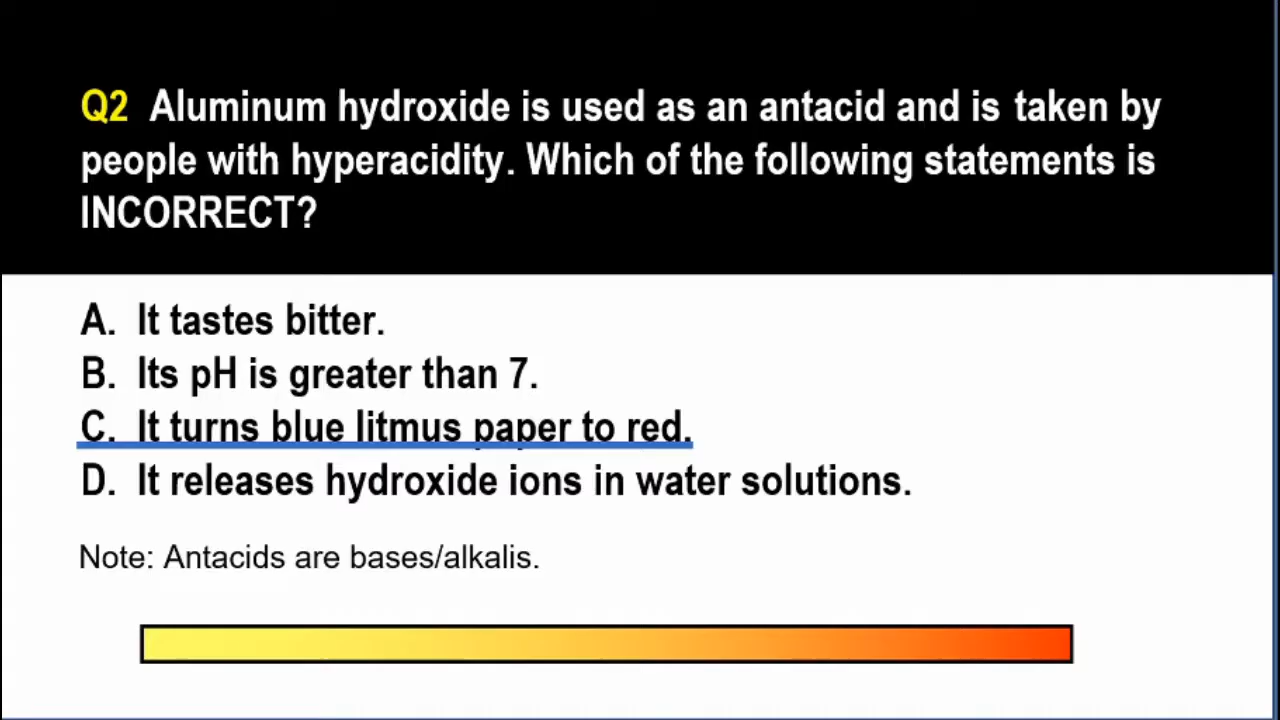 Q2 Aluminum hydroxide is used as an antacid and is taken by
people with hyperacidity. Which of the following statements is
INCORRECT?
A. It tastes bitter.
B. Its pH is greater than 7.
C. It turns blue litmus paper to red.
D. It releases hydroxide ions in water solutions.
Note: Antacids are bases/alkalis.